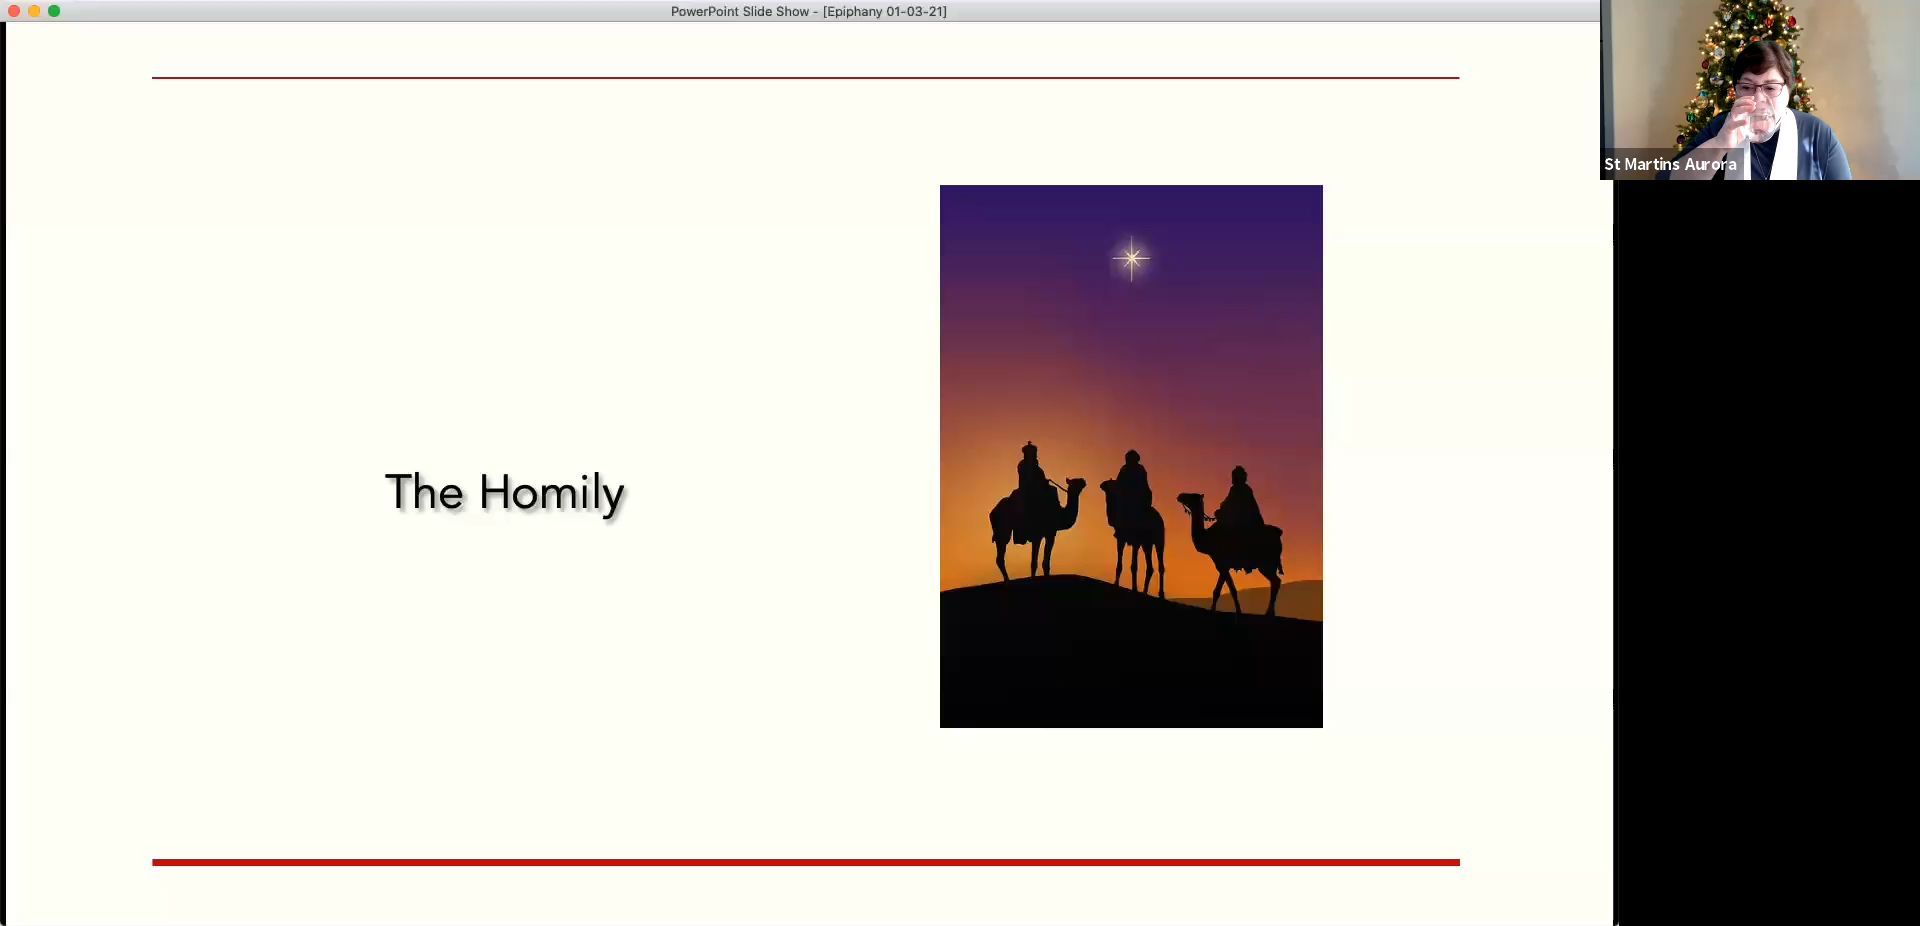 PowerPoint Slide Show - [Epiphany 01-03-21]
St Martins Aurora
The Homily